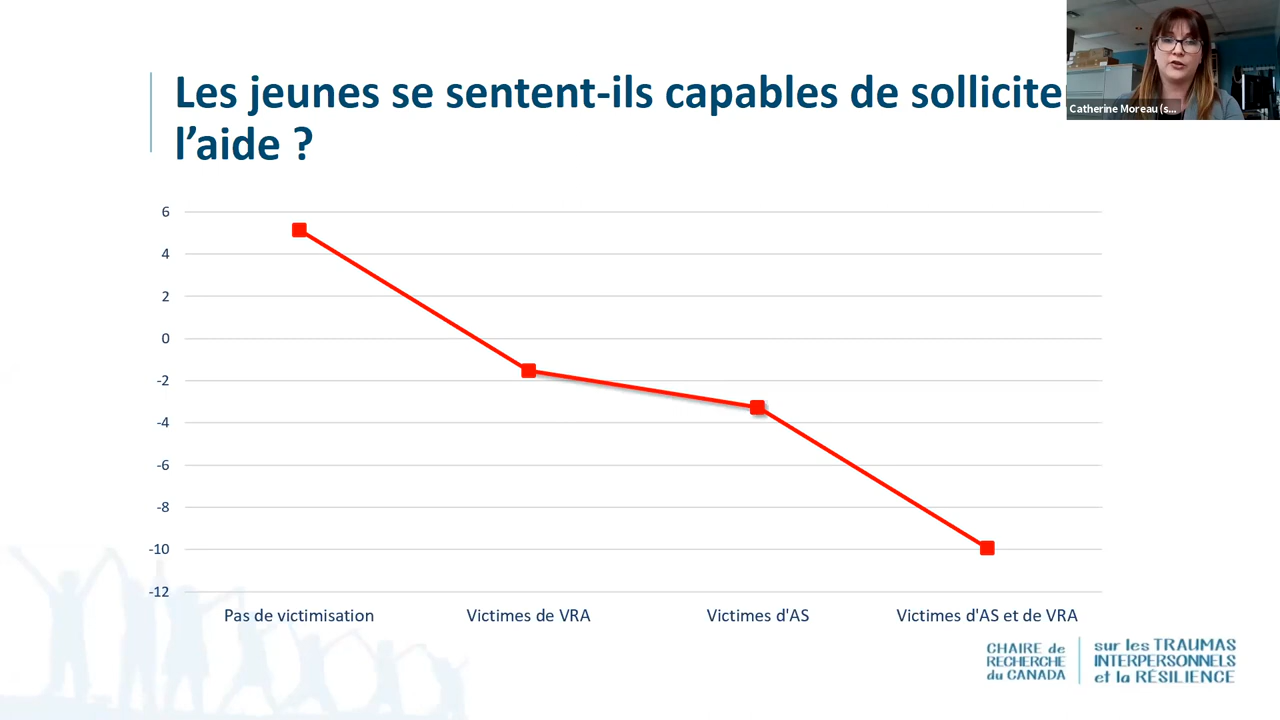 Les jeunes se sentent-ils capables de sollicite
l’aide ?
Catherine Moreau (s...
6
4
2
0
-2
-4
-6
-8
-10
-12
Pas de victimisation
Victimes de VRA
Victimes d'AS
Victimes d'AS et de VRA
CHAIRE de
RECHERCHE
du CANADA
sur les TRAUMAS
INTERPERSONNELS
et la RÉSILIENCE